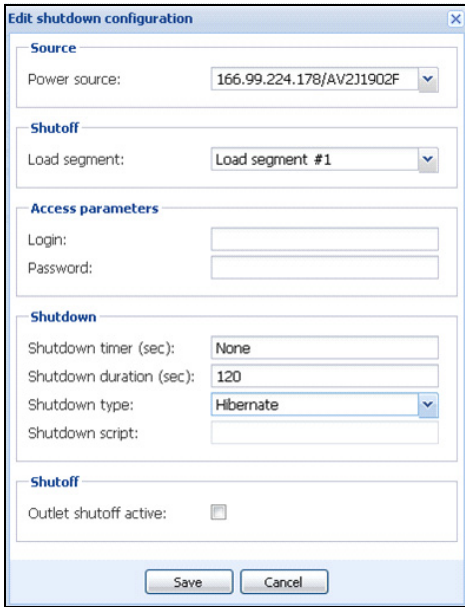 Edit shutdown configuration
Source
Power source: 166.99.224.178/AV2J1902F
Shutoff
Load segment: Load segment #1
Access parameters
Login:
Password:
Shutdown
Shutdown timer (sec): None
Shutdown duration (sec): 120
Shutdown type: Hibernate
Shutdown script:
Shutoff
Outlet shutoff active:
Save Cancel